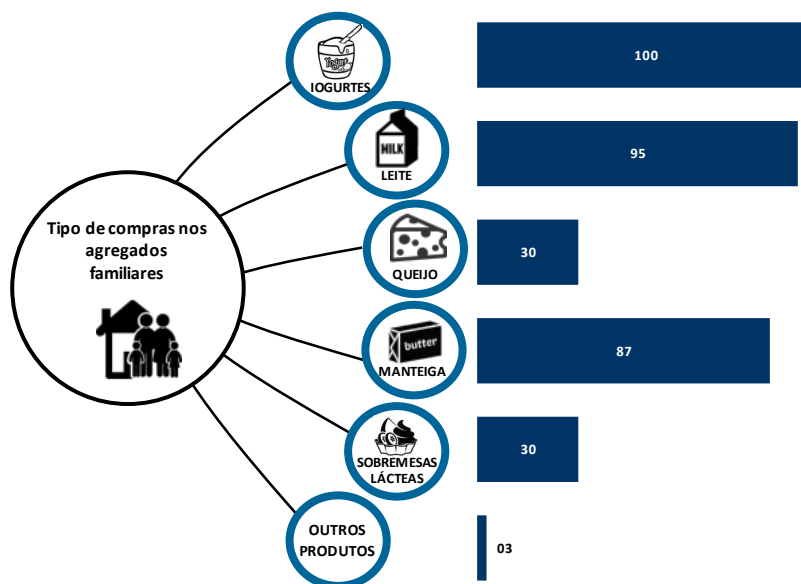 Tipo de compras nos
agregados
familiares
Yogurt
IOGURTES
100
MILK
LEITE
95
QUEIJO
30
butter
MANTEIGA
87
SOBREMESAS
LÁCTEAS
30
OUTROS
PRODUTOS
03